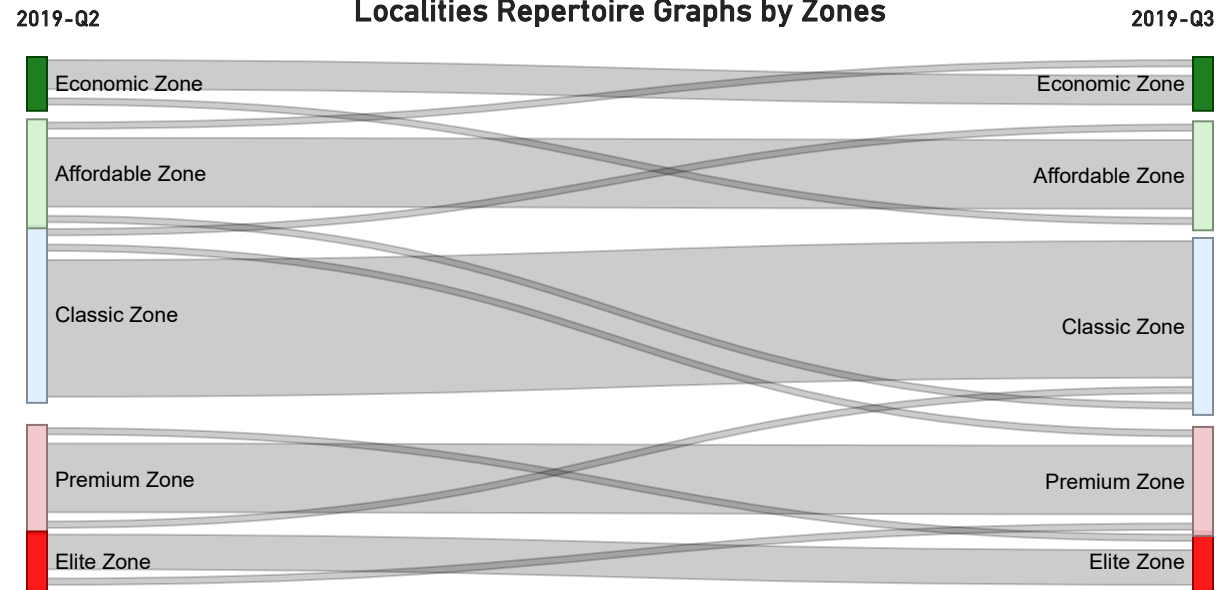 Localities Repertoire Graphs by Zones
2019-Q2
2019-Q3
Economic Zone
Economic Zone
Affordable Zone
Affordable Zone
Classic Zone
Classic Zone
Premium Zone
Premium Zone
Elite Zone
Elite Zone